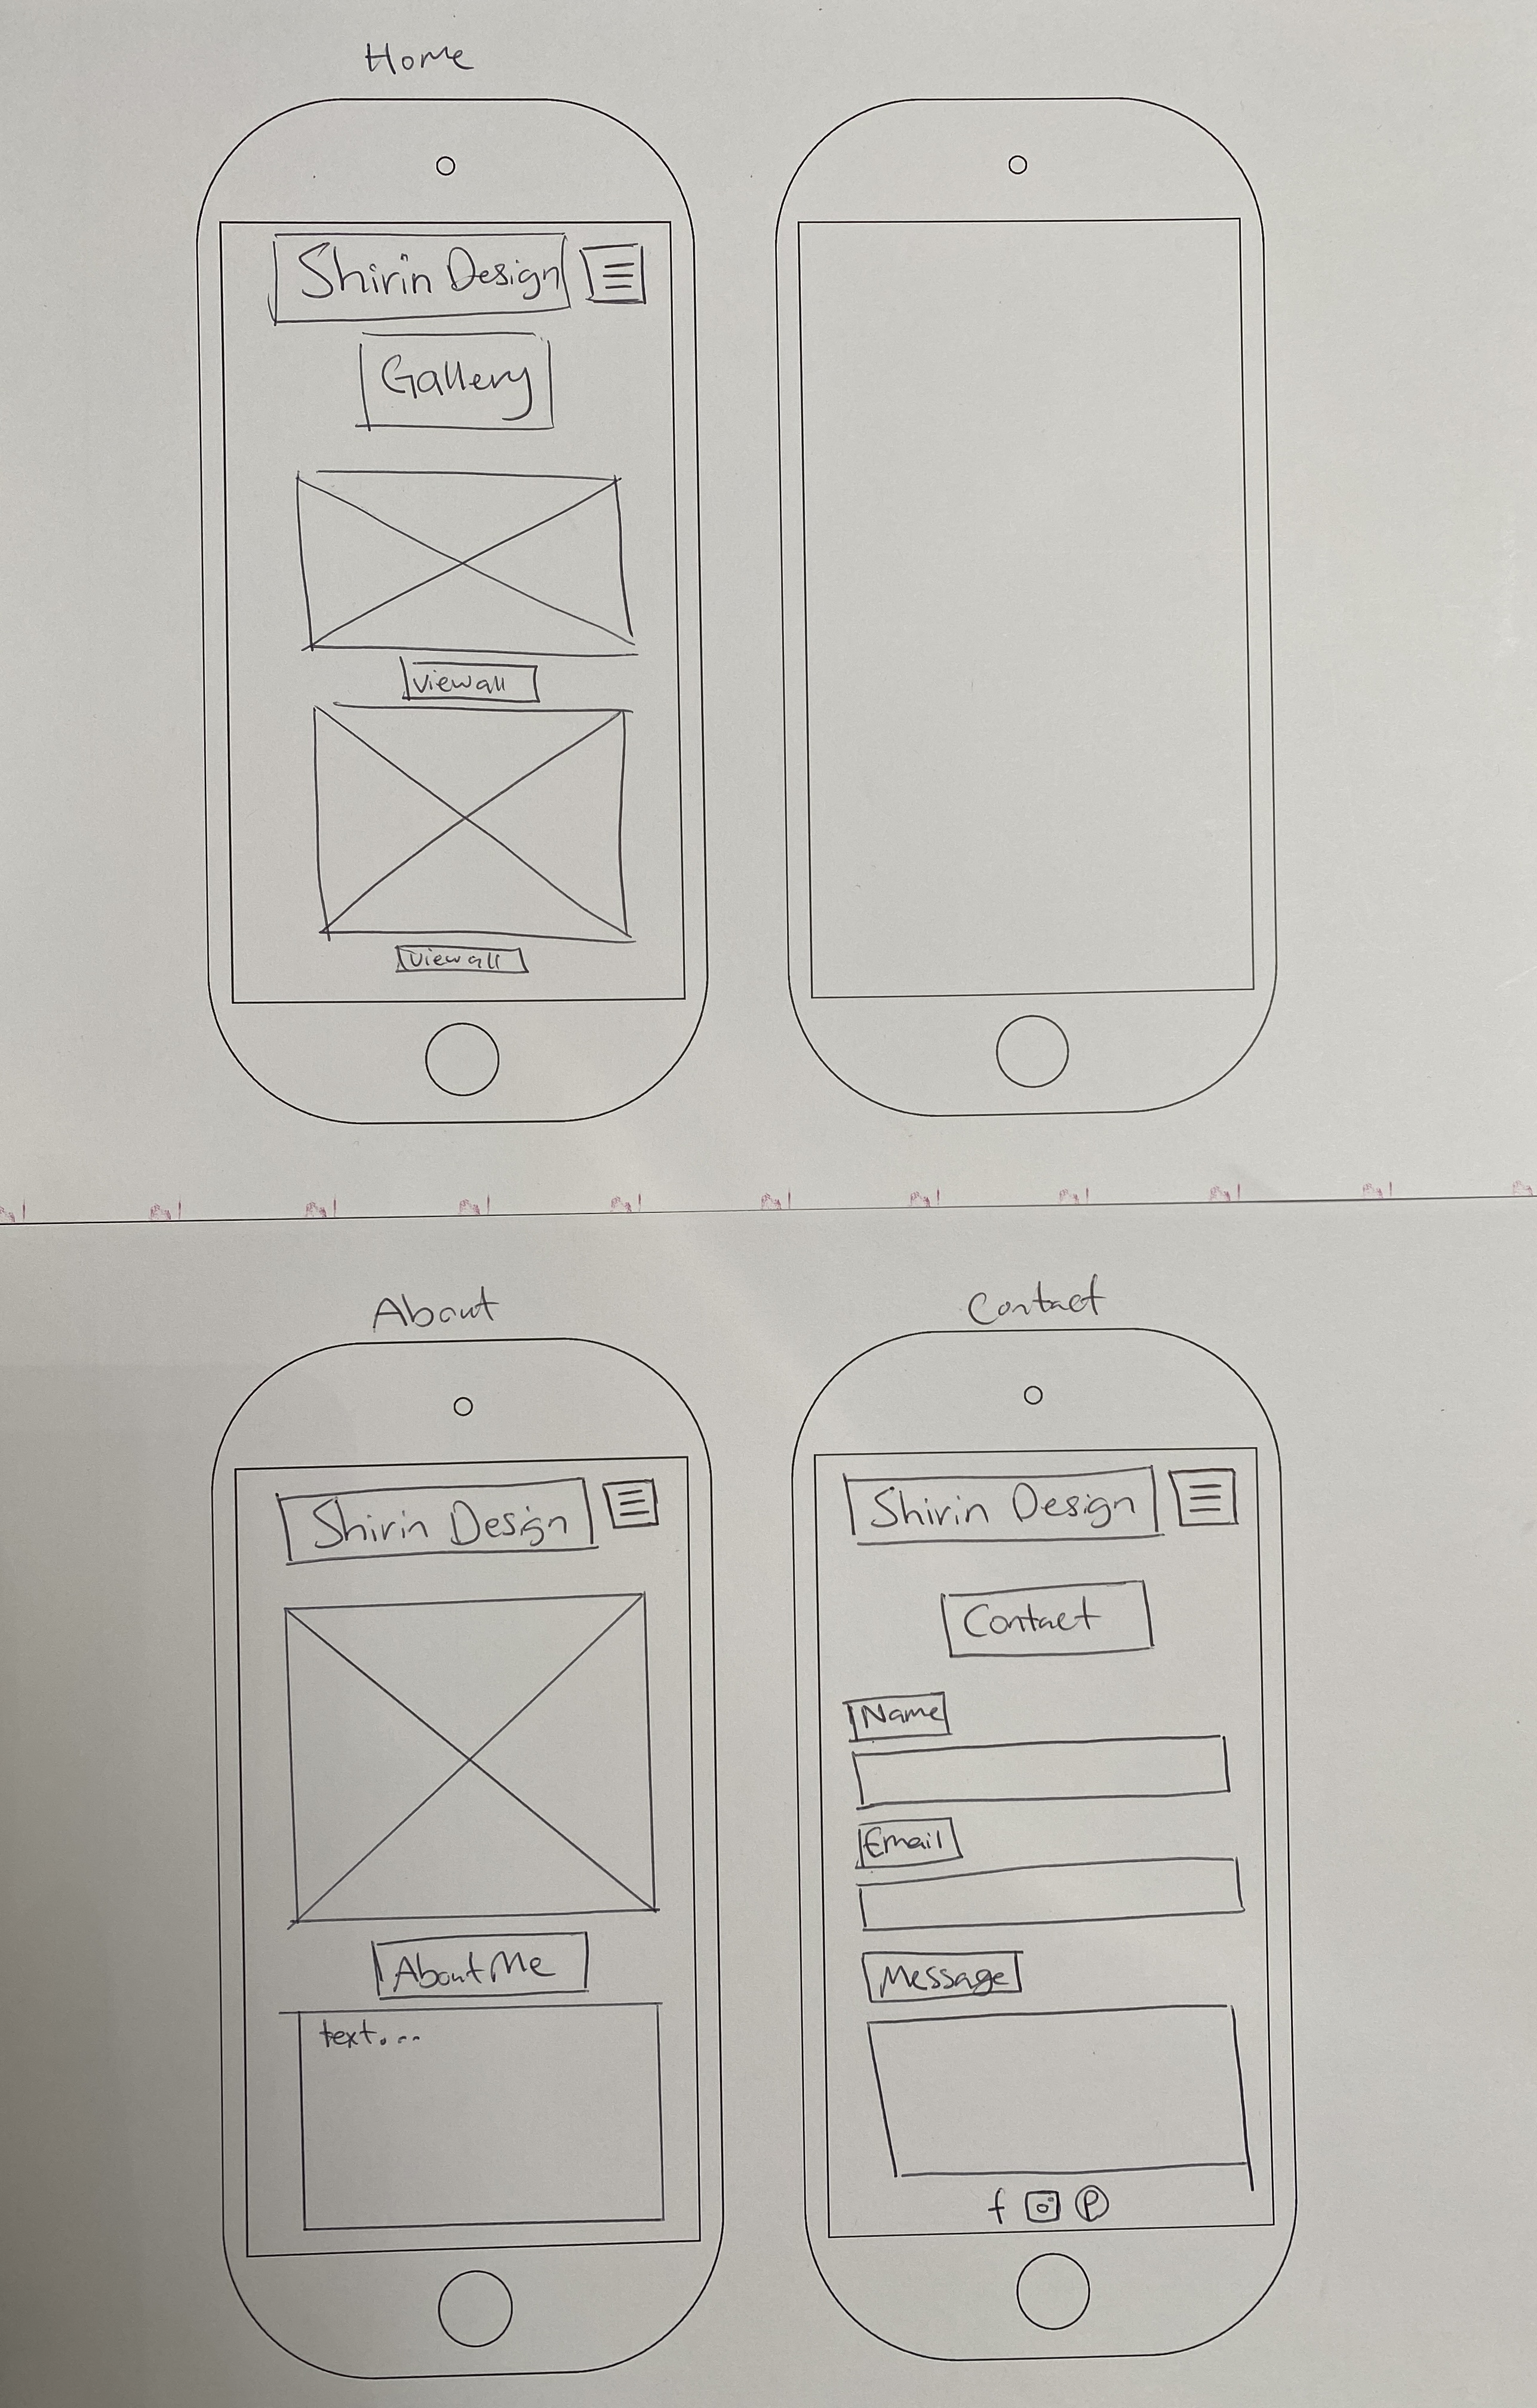 Home
Shirin Design
Gallery
View all
View all
About
Shirin Design
About Me
text...
Contact
Shirin Design
Contact
Name
Email
Message
f